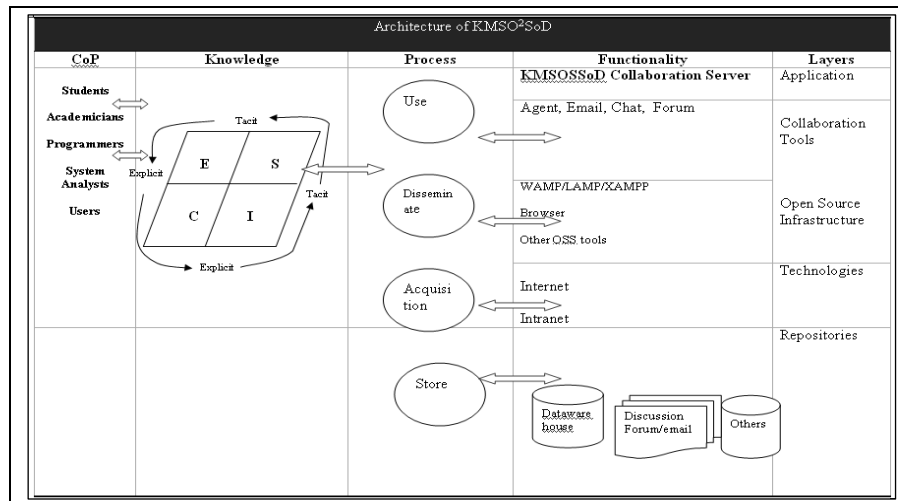 Architecture of KMSO²SoD
CoP
Knowledge
Process
Functionality
Layers
Students
Academicians
Programmers
System
Analysts
Users
Tacit
Explicit
E
S
C
I
Tacit
Explicit
Use
Dissemin
ate
Acquisi
tion
Store
KMSOSSoD Collaboration Server
Agent, Email, Chat, Forum
WAMP/LAMP/XAMPP
Browser
Other OSS tools
Internet
Intranet
Dataware
house
Discussion
Forum/email
Others
Application
Collaboration
Tools
Open Source
Infrastructure
Technologies
Repositories